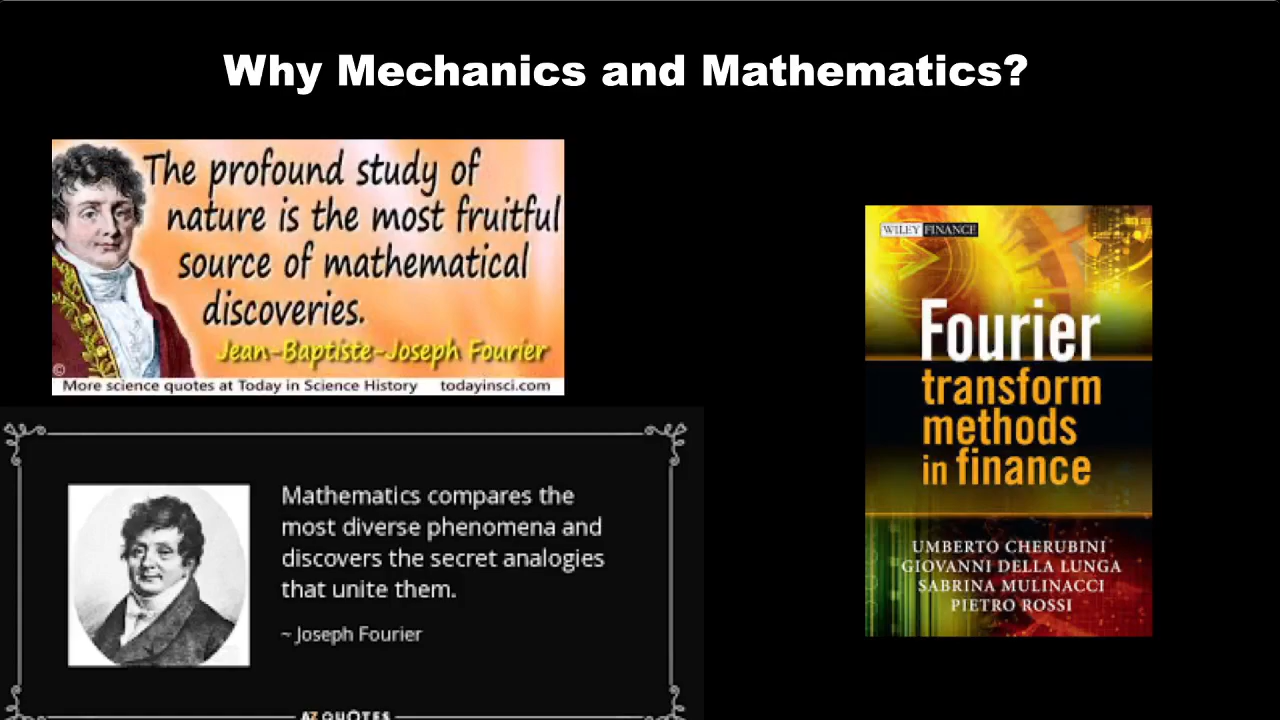 Why Mechanics and Mathematics?
The profound study of
nature is the most fruitful
source of mathematical
discoveries.
Jean-Baptiste-Joseph Fourier
©
More science quotes at Today in Science History todayinsci.com
Mathematics compares the
most diverse phenomena and
discovers the secret analogies
that unite them.
~ Joseph Fourier
AZ QUOTES
WILEY FINANCE
Fourier
transform
methods
in finance
UMBERTO CHERUBINI
GIOVANNI DELLA LUNGA
SABRINA MULINACCI
PIETRO ROSSI